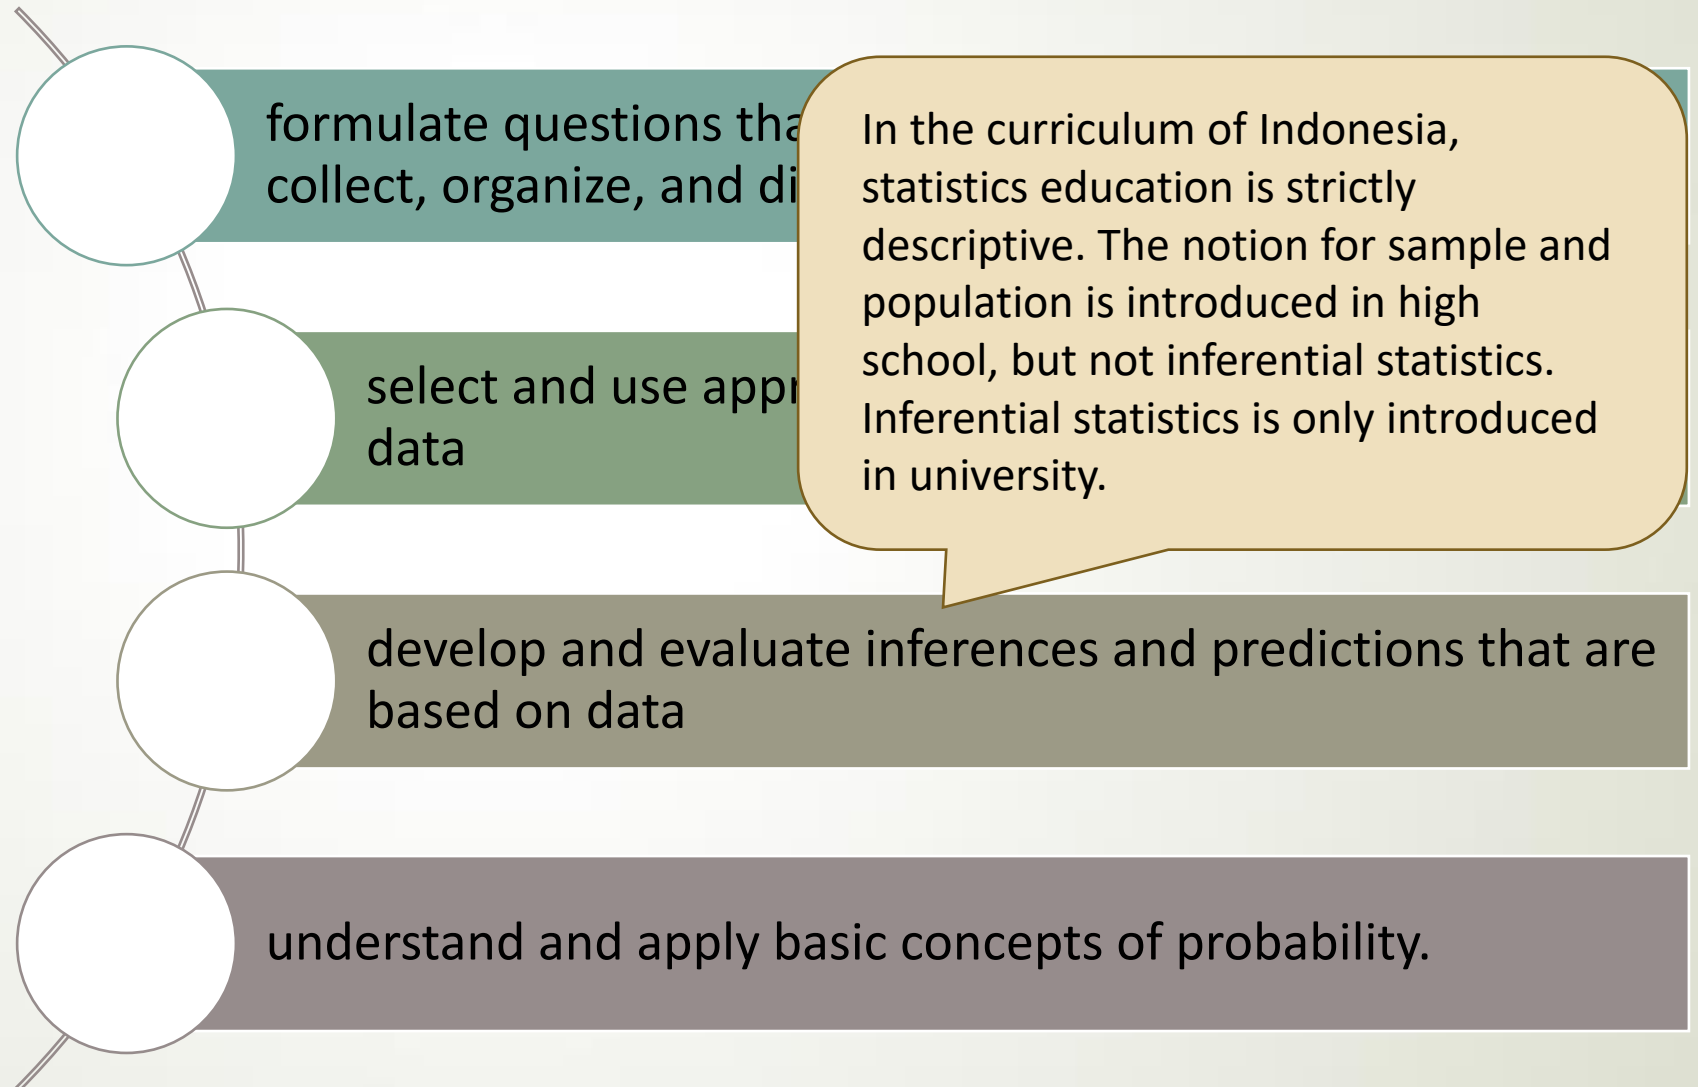 formulate questions
collect, organize, and
In the curriculum of Indonesia,
statistics education is strictly
descriptive. The notion for sample and
population is introduced in high
school, but not inferential statistics.
Inferential statistics is only introduced
in university.
select and use
data
develop and evaluate inferences and predictions that are
based on data
understand and apply basic concepts of probability.